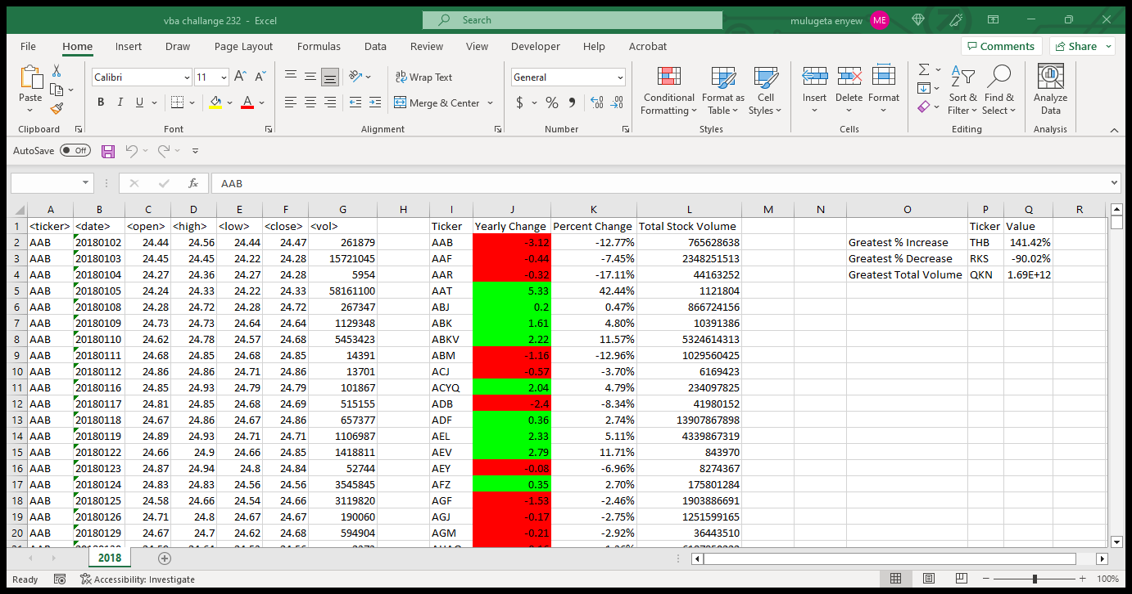 vba challange 232 - Excel
Search
mulugeta enyew
ME
File Home Insert Draw Page Layout Formulas Data Review View Developer Help Acrobat
Comments Share
Paste
Calibri 11
Wrap Text
General
Conditional Formatting Format as Table Cell Styles
Insert Delete Format
Sort & Filter Find & Select
Analyze Data
B I U
Merge & Center
$ % ,
Clipboard Font Alignment Number Styles Cells Editing Analysis
AutoSave Off
fx AAB
A B C D E F G H I J K L M N O P Q R
1 <ticker> <date> <open> <high> <low> <close> <vol> Ticker Yearly Change Percent Change Total Stock Volume Ticker Value
2 AAB 20180102 24.44 24.56 24.44 24.47 261879 AAB -3.12 -12.77% 765628638 Greatest % Increase THB 141.42%
3 AAB 20180103 24.45 24.45 24.22 24.28 15721045 AAF -0.44 -7.45% 2348251513 Greatest % Decrease RKS -90.02%
4 AAB 20180104 24.27 24.36 24.27 24.28 5954 AAR -0.32 -17.11% 44163252 Greatest Total Volume QKN 1.69E+12
5 AAB 20180105 24.24 24.33 24.22 24.33 58161100 AAT 5.33 42.44% 1121804
6 AAB 20180108 24.28 24.72 24.28 24.72 267347 ABJ 0.2 0.47% 866724156
7 AAB 20180109 24.73 24.73 24.64 24.64 1129348 ABK 1.61 4.80% 10391386
8 AAB 20180110 24.62 24.78 24.57 24.68 5453423 ABKV 2.22 11.57% 5324614313
9 AAB 20180111 24.68 24.85 24.68 24.85 14391 ABM -1.16 -12.96% 1029560425
10 AAB 20180112 24.86 24.86 24.71 24.86 13701 ACJ -0.57 -3.70% 6169423
11 AAB 20180116 24.85 24.93 24.79 24.79 101867 ACYQ 2.04 4.79% 234097825
12 AAB 20180117 24.81 24.85 24.68 24.69 515155 ADB -2.4 -8.34% 41980152
13 AAB 20180118 24.67 24.86 24.67 24.86 657377 ADF 0.36 2.74% 13907867898
14 AAB 20180119 24.89 24.93 24.71 24.71 1106987 AEL 2.33 5.11% 4339867319
15 AAB 20180122 24.66 24.9 24.66 24.85 1418811 AEV 2.79 11.71% 843970
16 AAB 20180123 24.87 24.94 24.8 24.84 52744 AEY -0.08 -6.96% 8274367
17 AAB 20180124 24.83 24.83 24.56 24.56 3545845 AFZ 0.35 2.70% 175801284
18 AAB 20180125 24.58 24.66 24.54 24.66 3119820 AGF -1.53 -2.46% 1903886691
19 AAB 20180126 24.71 24.8 24.67 24.67 190060 AGJ -0.17 -2.75% 1251599165
20 AAB 20180129 24.67 24.7 24.62 24.68 594904 AGM -0.21 -2.92% 36443510
2018
Ready Accessibility: Investigate 100%